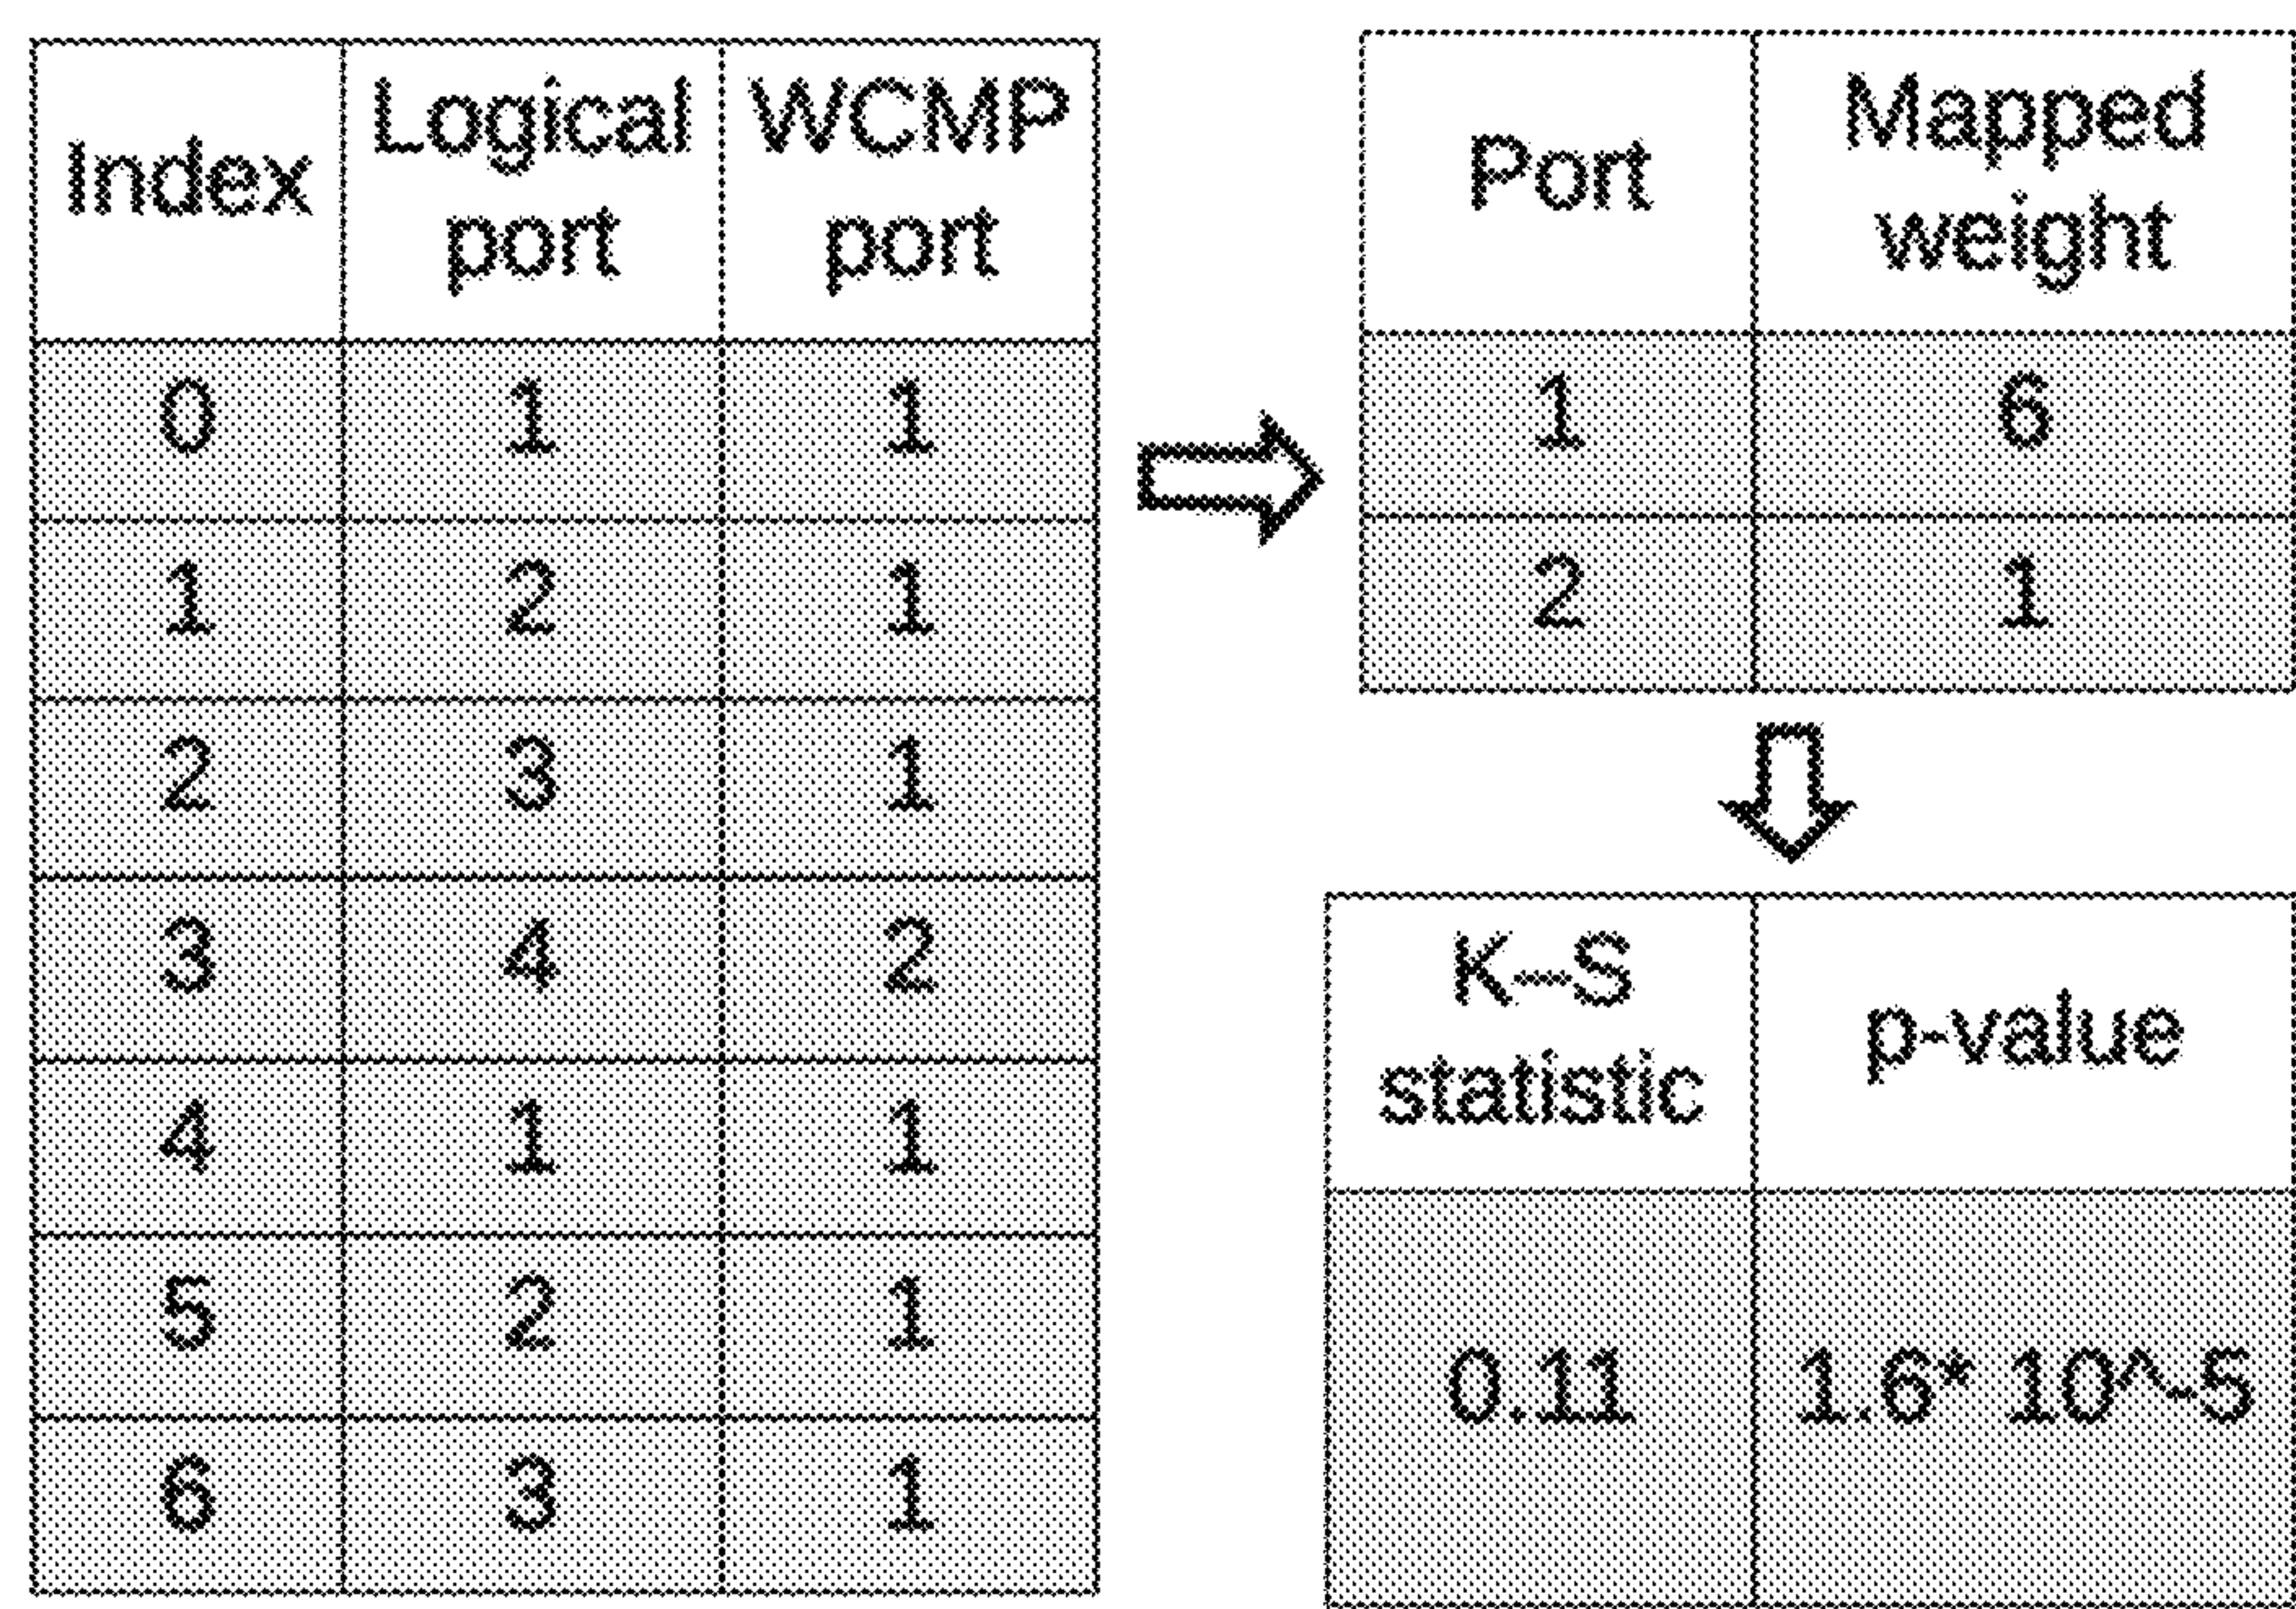 Index Logical port WCMP port
0 1 1
1 2 1
2 3 1
3 4 2
4 1 1
5 2 1
6 3 1
Port Mapped weight
1 6
2 1
K–S statistic p-value
0.11 1.6* 10^-5